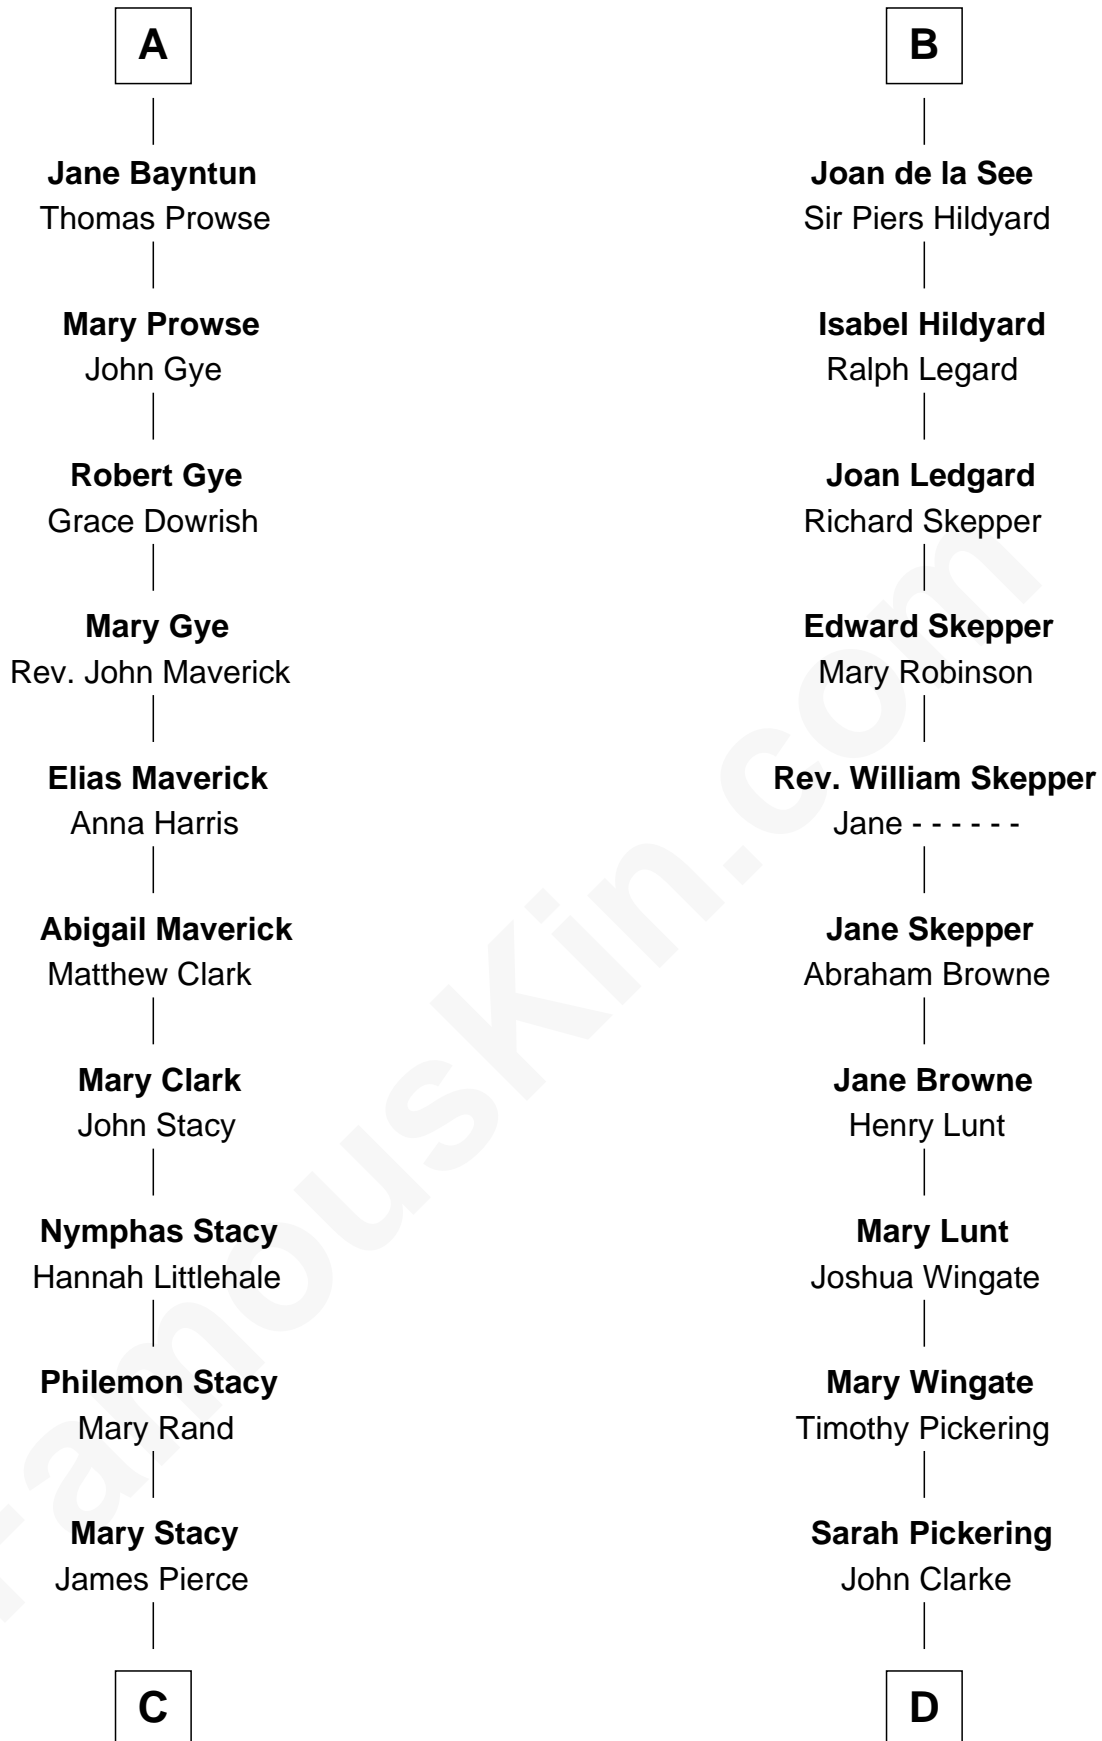 A
Jane Bayntun
Thomas Prowse
Mary Prowse
John Gye
Robert Gye
Grace Dowrish
Mary Gye
Rev. John Maverick
Elias Maverick
Anna Harris
Abigail Maverick
Matthew Clark
Mary Clark
John Stacy
Nymphas Stacy
Hannah Littlehale
Philemon Stacy
Mary Rand
Mary Stacy
James Pierce
C
B
Joan de la See
Sir Piers Hildyard
Isabel Hildyard
Ralph Legard
Joan Ledgard
Richard Skepper
Edward Skepper
Mary Robinson
Rev. William Skepper
Jane - - - - - -
Jane Skepper
Abraham Browne
Jane Browne
Henry Lunt
Mary Lunt
Joshua Wingate
Mary Wingate
Timothy Pickering
Sarah Pickering
John Clarke
D
FamousKin.com